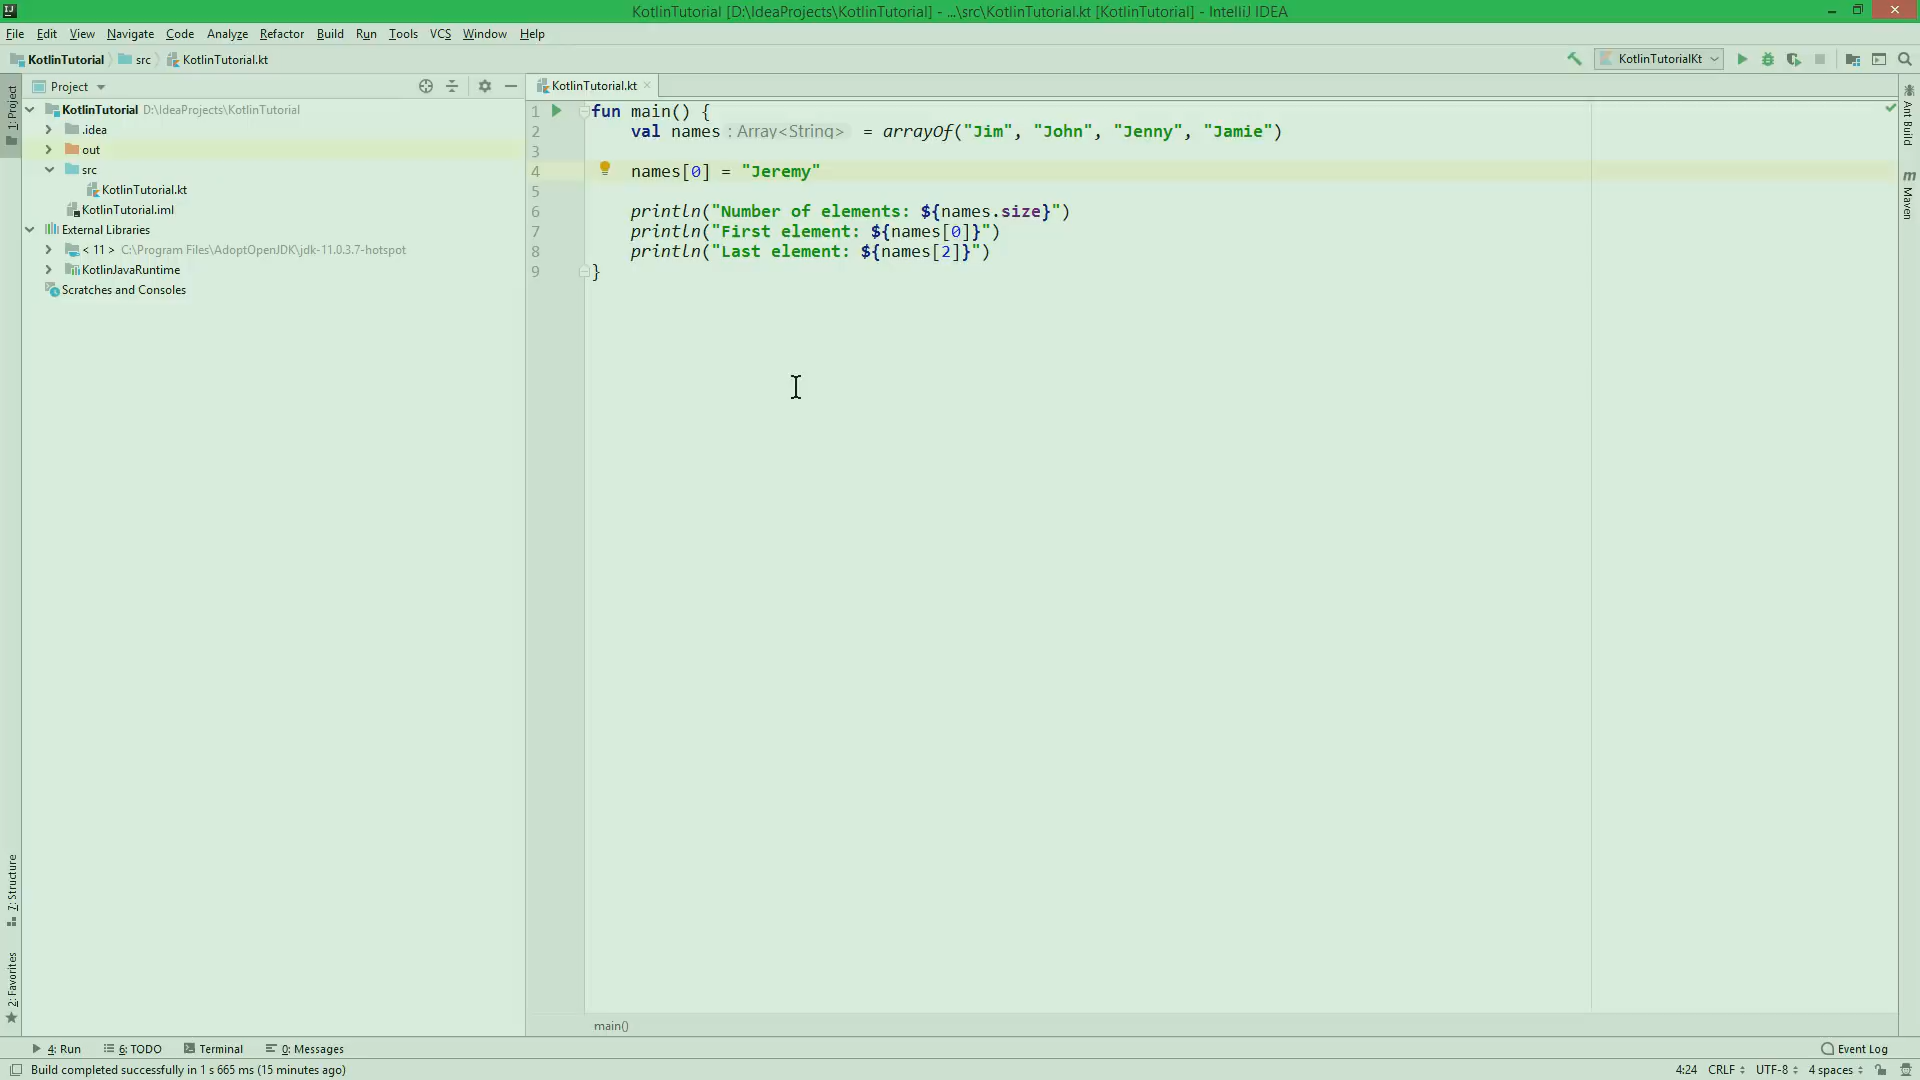 KotlinTutorial [D:\IdeaProjects\KotlinTutorial] - ...\src\KotlinTutorial.kt [KotlinTutorial] - IntelliJ IDEA
File Edit View Navigate Code Analyze Refactor Build Run Tools VCS Window Help
KotlinTutorial src KotlinTutorial.kt KotlinTutorialKt
Project KotlinTutorial.kt
1: Project
KotlinTutorial D:\IdeaProjects\KotlinTutorial
.idea
out
src
KotlinTutorial.kt
KotlinTutorial.iml
External Libraries
< 11 > C:\Program Files\AdoptOpenJDK\jdk-11.0.3.7-hotspot
KotlinJavaRuntime
Scratches and Consoles
7: Structure
2: Favorites
1 fun main() {
2 val names : Array<String> = arrayOf("Jim", "John", "Jenny", "Jamie")
3
4 names[0] = "Jeremy"
5
6 println("Number of elements: ${names.size}")
7 println("First element: ${names[0]}")
8 println("Last element: ${names[2]}")
9 }
Ant Build
m Maven
main()
4: Run 6: TODO Terminal 0: Messages Event Log
Build completed successfully in 1 s 665 ms (15 minutes ago) 4:24 CRLF UTF-8 4 spaces